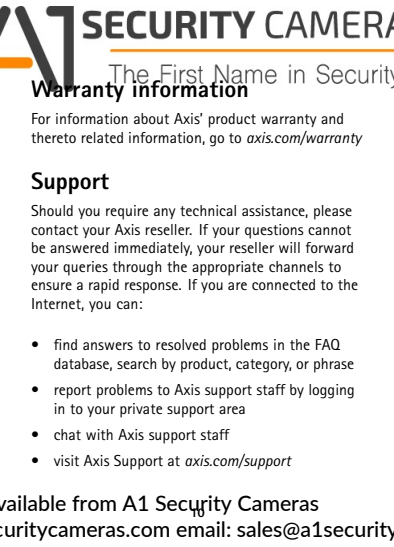 A1 SECURITY CAMERA
The First Name in Security
Warranty information
For information about Axis' product warranty and
thereto related information, go to axis.com/warranty
Support
Should you require any technical assistance, please
contact your Axis reseller. If your questions cannot
be answered immediately, your reseller will forward
your queries through the appropriate channels to
ensure a rapid response. If you are connected to the
Internet, you can:
• find answers to resolved problems in the FAQ
database, search by product, category, or phrase
• report problems to Axis support staff by logging
in to your private support area
• chat with Axis support staff
• visit Axis Support at axis.com/support
vailable from A1 Security Cameras
10
curitycameras.com email: sales@a1security